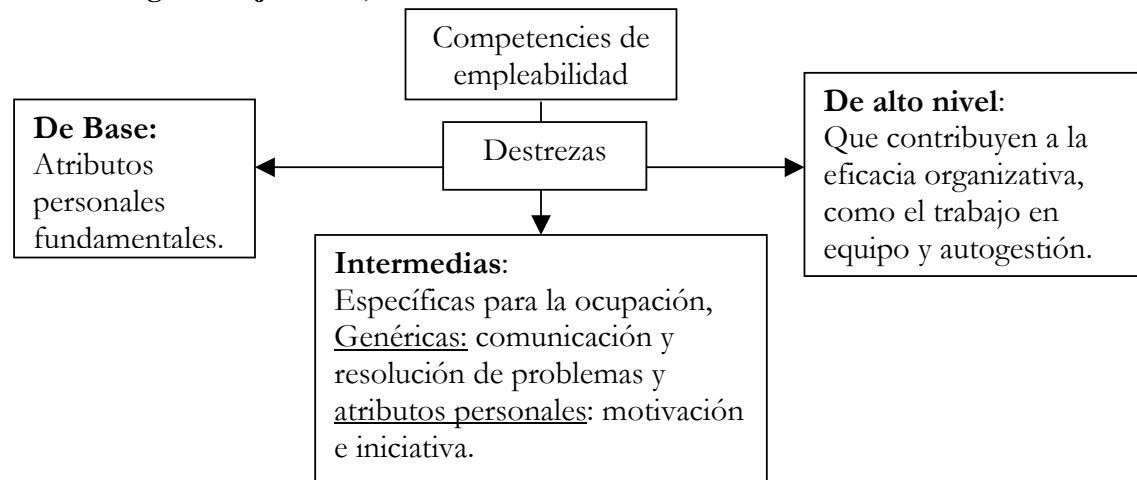 Competencies de
empleabilidad
De Base:
Atributos
personales
fundamentales.
Destrezas
De alto nivel:
Que contribuyen a la
eficacia organizativa,
como el trabajo en
equipo y autogestión.
Intermedias:
Específicas para la ocupación,
Genéricas: comunicación y
resolución de problemas y
atributos personales: motivación
e iniciativa.